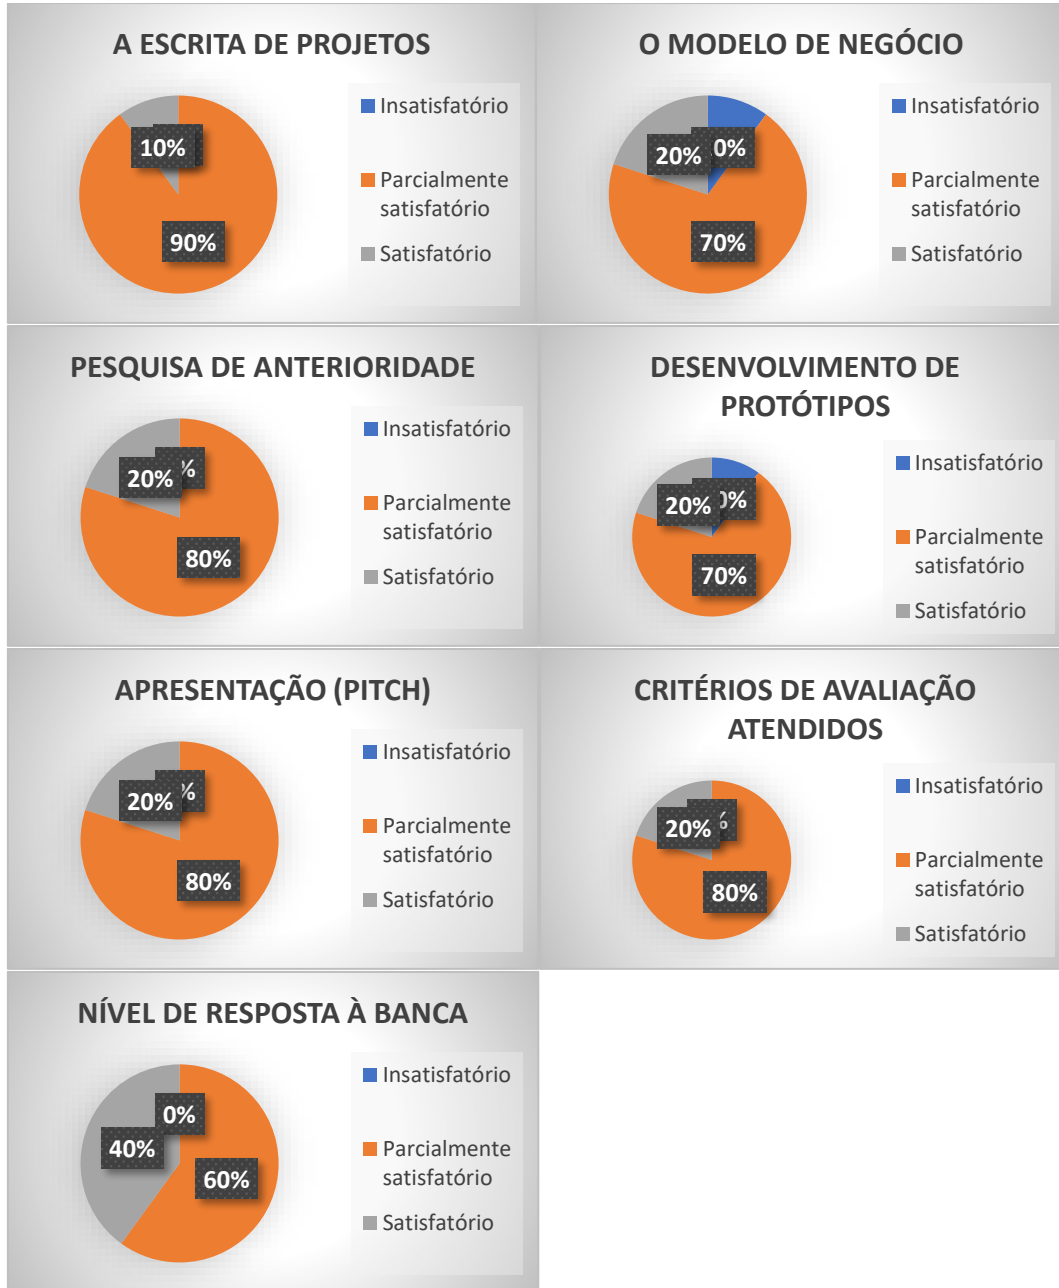 A ESCRITA DE PROJETOS
Insatisfatório
Parcialmente
satisfatório
Satisfatório
10%
90%
O MODELO DE NEGÓCIO
Insatisfatório
Parcialmente
satisfatório
Satisfatório
20%
70%
PESQUISA DE ANTERIORIDADE
Insatisfatório
Parcialmente
satisfatório
Satisfatório
20%
80%
DESENVOLVIMENTO DE
PROTÓTIPOS
Insatisfatório
Parcialmente
satisfatório
Satisfatório
20%
70%
APRESENTAÇÃO (PITCH)
Insatisfatório
Parcialmente
satisfatório
Satisfatório
20%
80%
CRITÉRIOS DE AVALIAÇÃO
ATENDIDOS
Insatisfatório
Parcialmente
satisfatório
Satisfatório
20%
80%
NÍVEL DE RESPOSTA À BANCA
Insatisfatório
Parcialmente
satisfatório
Satisfatório
0%
40%
60%